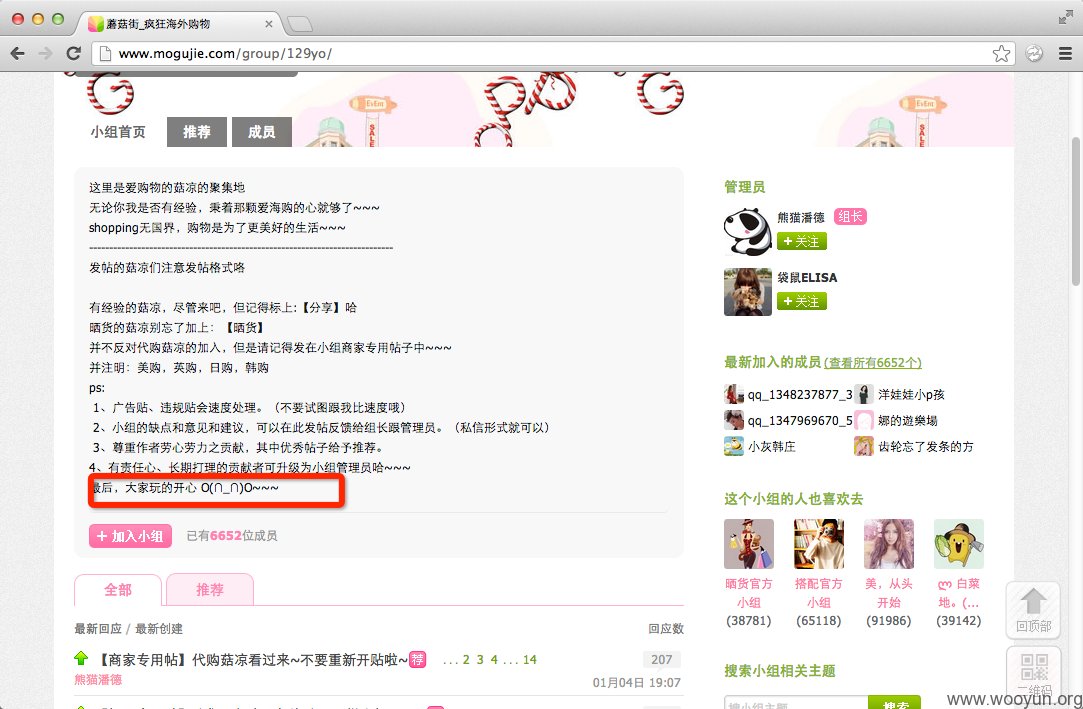 蘑菇街_疯狂海外购物
www.mogujie.com/group/129yo/
小组首页 推荐 成员
这里是爱购物的菇凉的聚集地
无论你我是否有经验，秉着那颗爱海购的心就够了~~~
shopping无国界，购物是为了更美好的生活~~~
发帖的菇凉们注意发帖格式咯
有经验的菇凉，尽管来吧，但记得标上:【分享】哈
晒货的菇凉别忘了加上：【晒货】
并不反对代购菇凉的加入，但是请记得发在小组商家专用帖子中~~~
并注明：美购，英购，日购，韩购
ps:
1、广告贴、违规贴会速度处理。（不要试图跟我比速度哦）
2、小组的缺点和意见和建议，可以在此发帖反馈给组长跟管理员。（私信形式就可以）
3、尊重作者劳心劳力之贡献，其中优秀帖子给予推荐。
4、有责任心、长期打理的贡献者可升级为小组管理员哈~~~
最后，大家玩的开心 O(∩_∩)O~~~
+ 加入小组 已有6652位成员
全部 推荐
最新回应 / 最新创建 回应数
【商家专用帖】代购菇凉看过来~不要重新开贴啦~ 荐 ... 2 3 4 ... 14 207
熊猫潘德 01月04日 19:07
管理员
熊猫潘德 组长
+ 关注
袋鼠ELISA
+ 关注
最新加入的成员 (查看所有6652个)
qq_1348237877_3 洋娃娃小p孩
qq_1347969670_5 娜的遊樂場
小灰韩庄 齿轮忘了发条的方
这个小组的人也喜欢去
晒货官方小组 (38781)
搭配官方小组 (65118)
美，从头开始 (91986)
ლ 白菜地。(... (39142)
回顶部
二维码
搜索小组相关主题
搜小组主题 搜索
www.wooyun.org